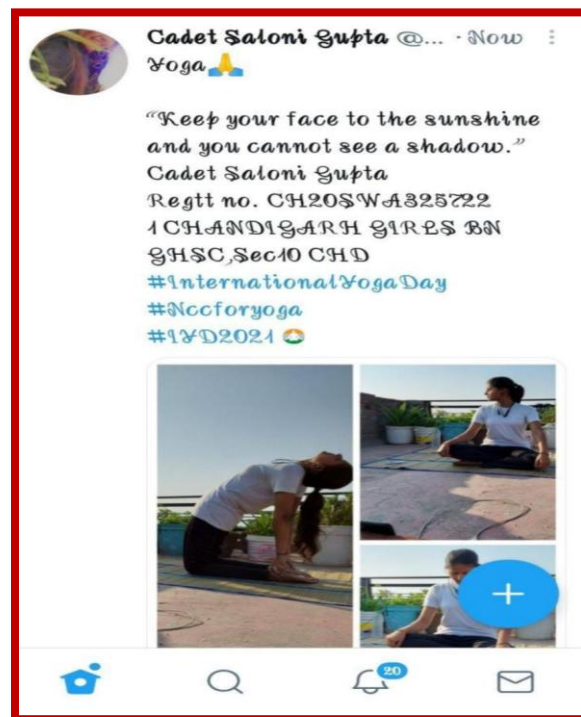 Cadet Saloni Gupta @... · Now
Yoga🙏
“Keep your face to the sunshine
and you cannot see a shadow.”
Cadet Saloni Gupta
Regtt no. CH20SWA325722
1 CHANDIGARH GIRLS BN
GHSC,Sec10 CHD
#InternationalYogaDay
#Nccforyoga
#IYD2021
20